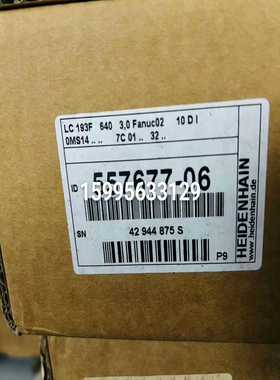 LC 193F 640 3,0 Fanuc02 10 D I
0MS14 .. .. 7C 01 .. 32 ..
ID 557677-06
15995633129
SN 42 944 875 S
HEIDENHAIN
www.heidenhain.de
P9